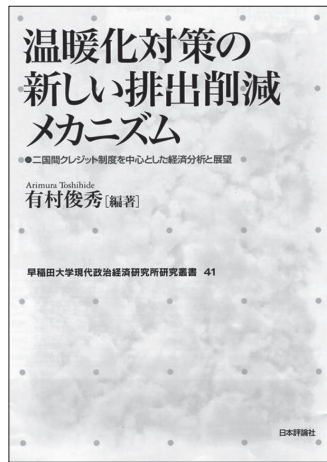 温暖化対策の
新しい排出削減
メカニズム
●二国間クレジット制度を中心とした経済分析と展望
Arimura Toshihide
有村俊秀[編著]
早稲田大学現代政治経済研究所研究叢書 41
日本評論社